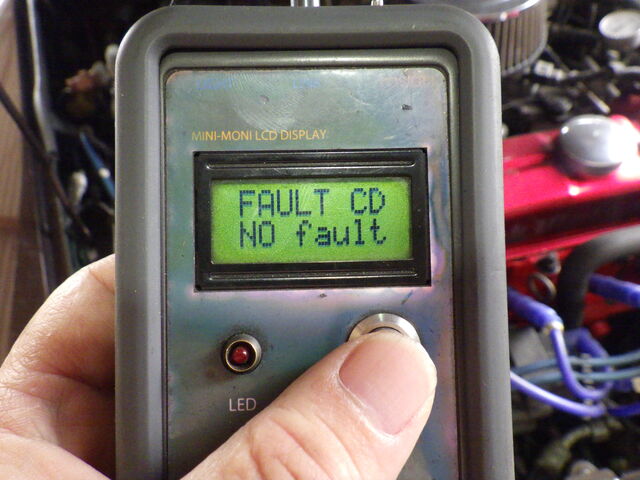 MINI-MONI LCD DISPLAY
FAULT CD
NO fault
LED